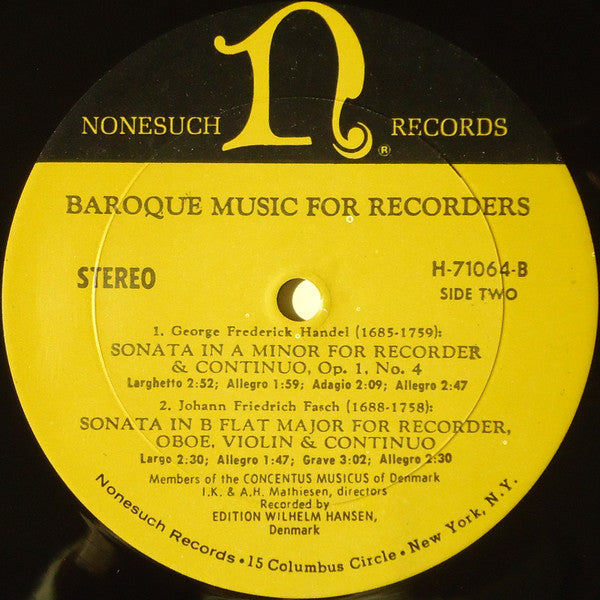 n
NONESUCH RECORDS
®
BAROQUE MUSIC FOR RECORDERS
STEREO
H-71064-B
SIDE TWO
1. George Frederick Handel (1685-1759):
SONATA IN A MINOR FOR RECORDER
& CONTINUO, Op. 1, No. 4
Larghetto 2:52; Allegro 1:59; Adagio 2:09; Allegro 2:47
2. Johann Friedrich Fasch (1688-1758):
SONATA IN B FLAT MAJOR FOR RECORDER,
OBOE, VIOLIN & CONTINUO
Largo 2:30; Allegro 1:47; Grave 3:02; Allegro 2:30
Members of the CONCENTUS MUSICUS of Denmark
I.K. & A.H. Mathiesen, directors
Recorded by
EDITION WILHELM HANSEN,
Denmark
Nonesuch Records • 15 Columbus Circle • New York, N.Y.